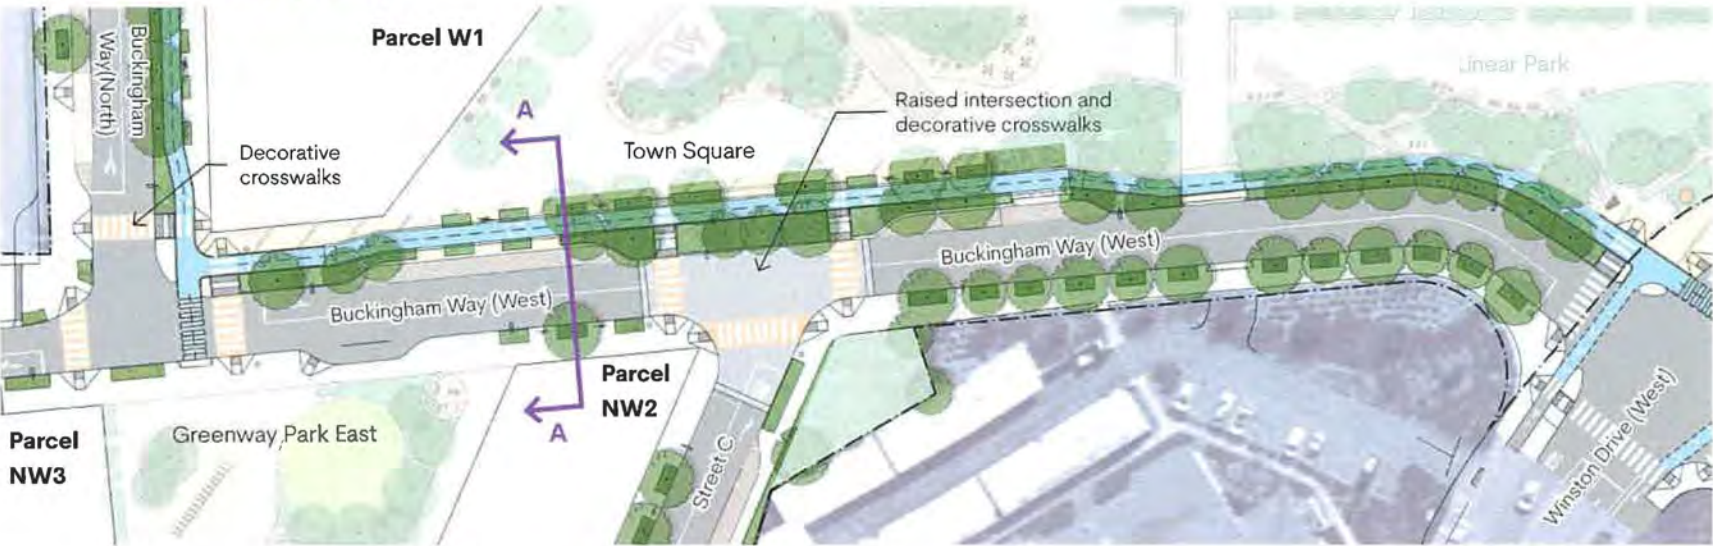 Parcel W1
Buckingham
Way(North)
Linear Park
A
Raised intersection and
decorative crosswalks
Decorative
crosswalks
Town Square
Buckingham Way (West)
Buckingham Way (West)
Parcel
NW2
A
Parcel
NW3
Greenway Park East
Street C
Winston Drive (West)